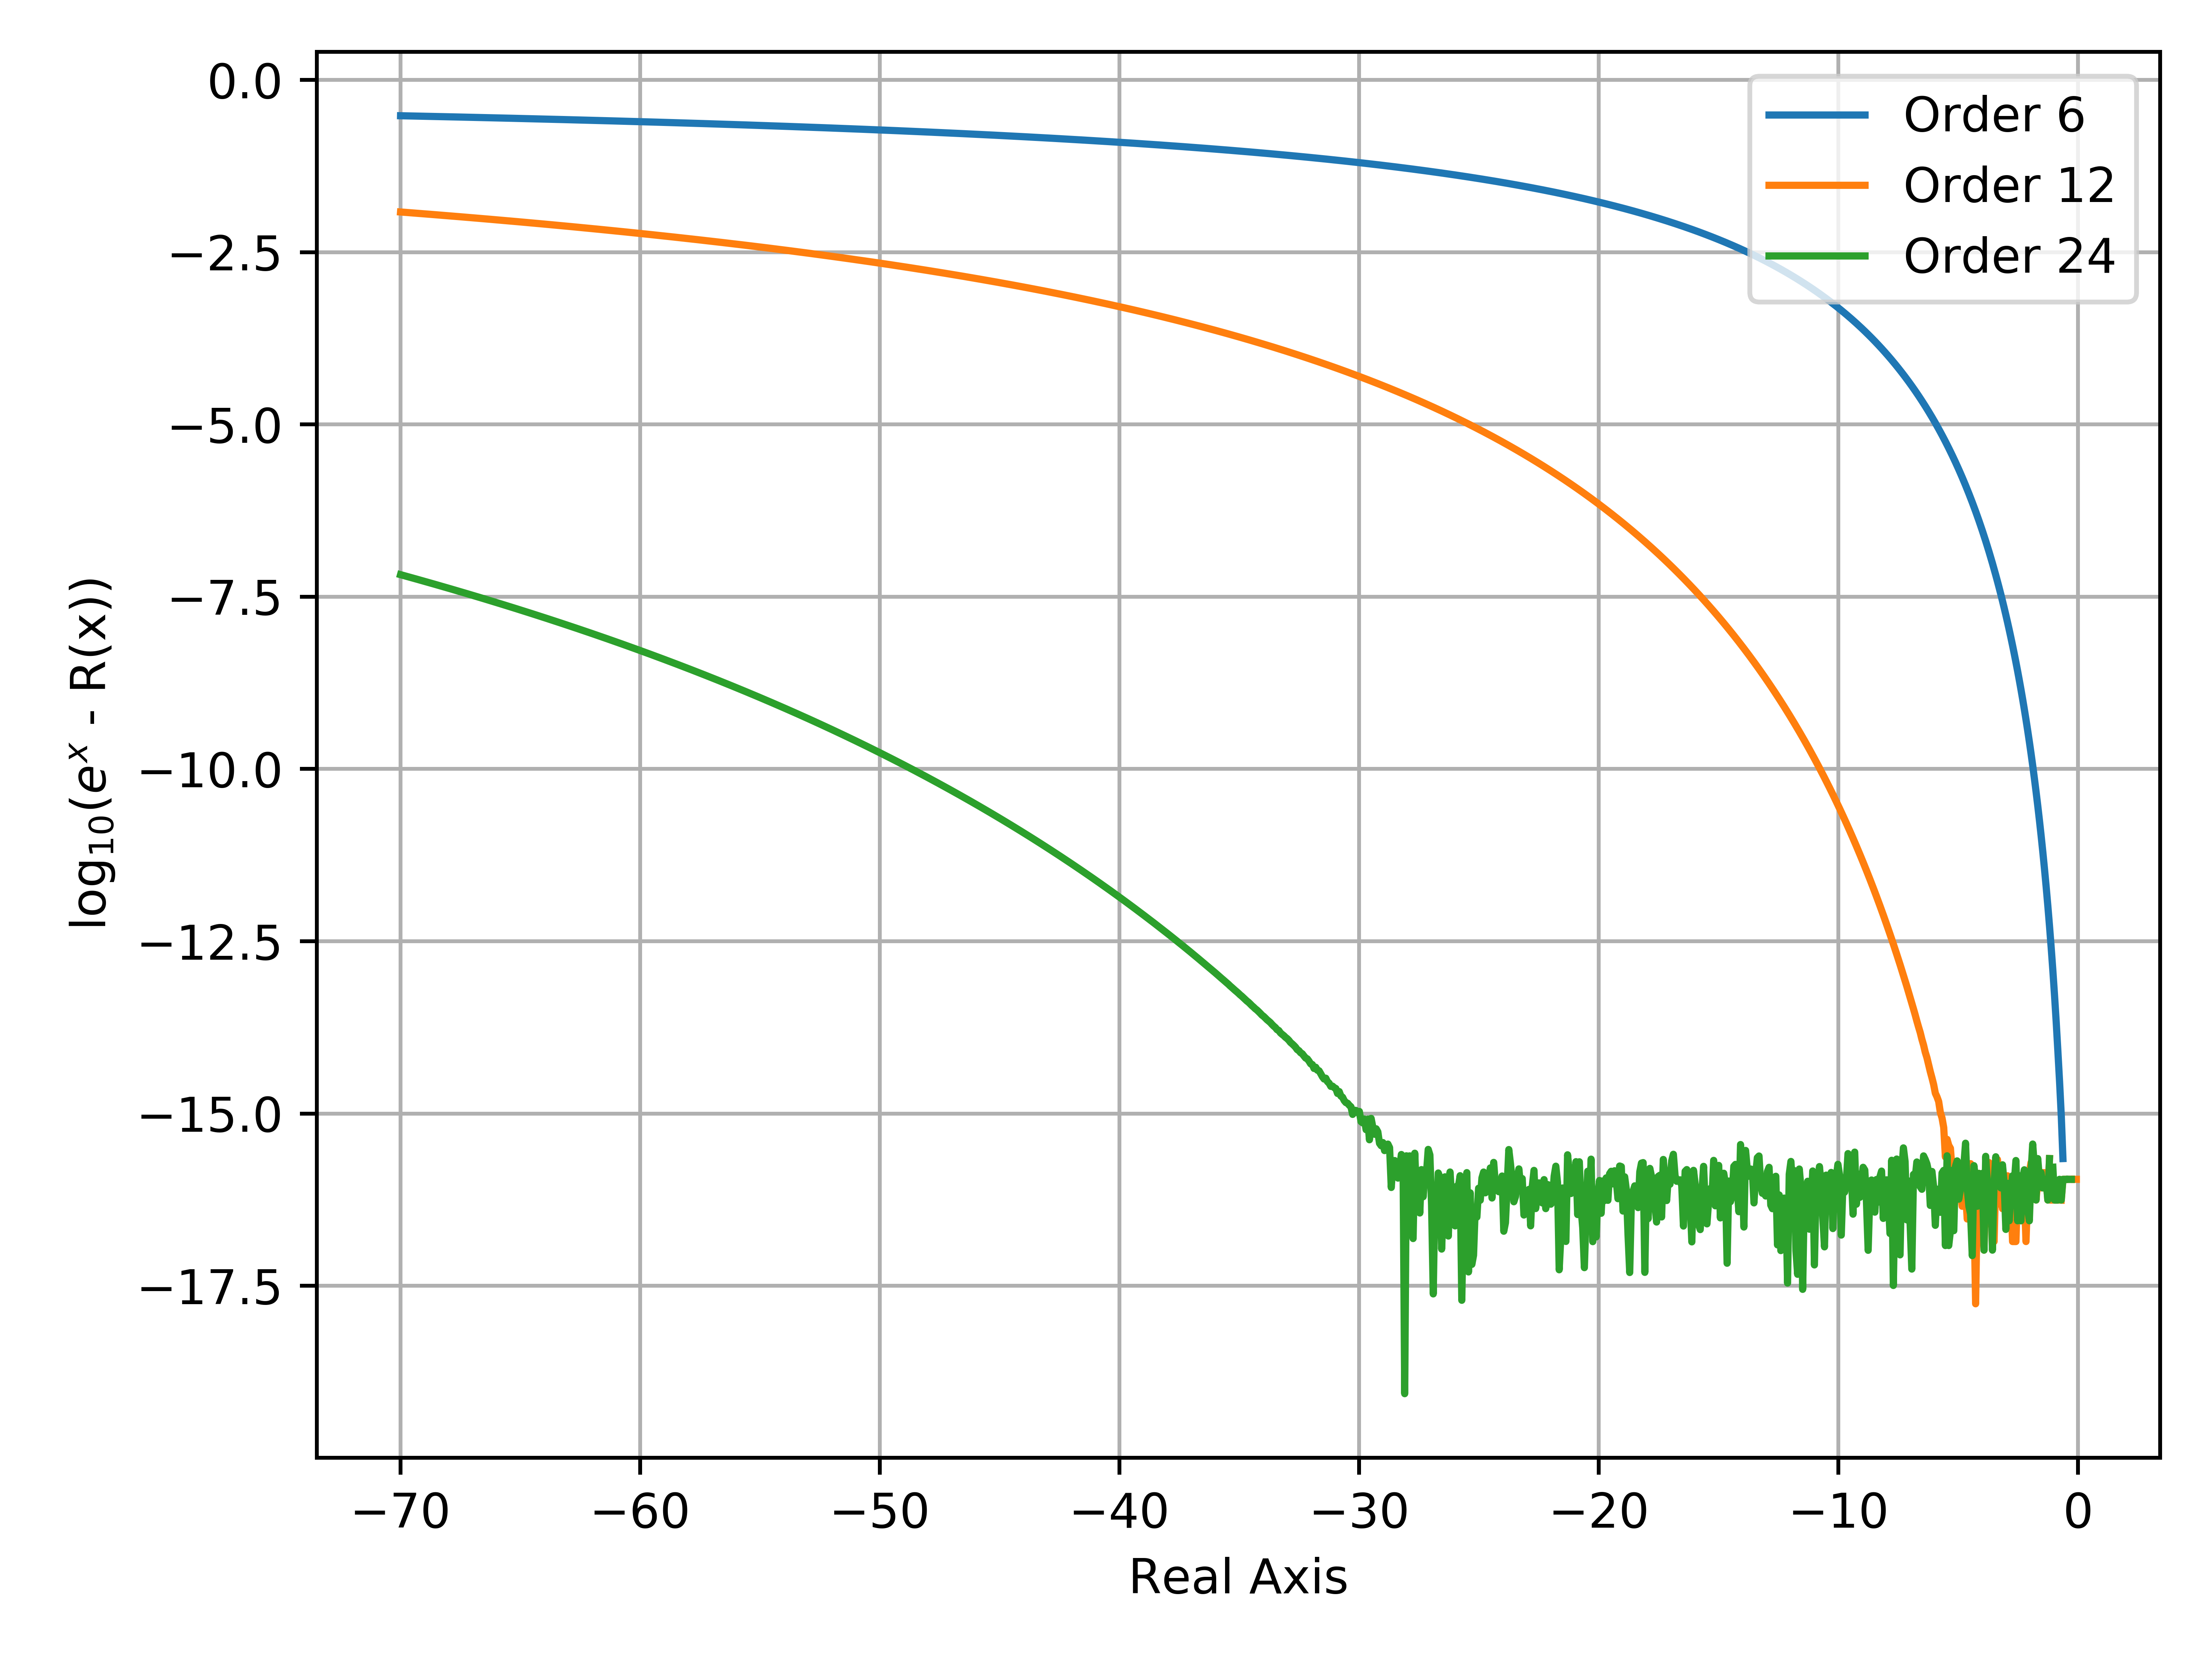 0.0
−2.5
−5.0
−7.5
−10.0
−12.5
−15.0
−17.5
log₁₀(eˣ - R(x))
Order 6
Order 12
Order 24
−70 −60 −50 −40 −30 −20 −10 0
Real Axis